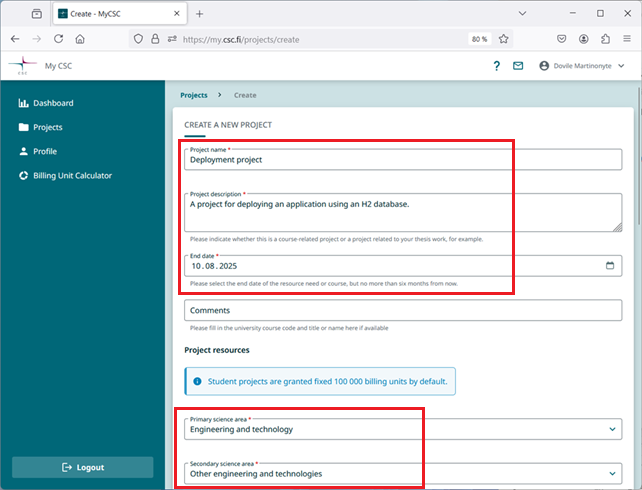 Create - MyCSC
https://my.csc.fi/projects/create
80 %
CSC
My CSC
?
Dovile Martinonyte
Dashboard
Projects
Profile
Billing Unit Calculator
Logout
Projects > Create
CREATE A NEW PROJECT
Project name *
Deployment project
Project description *
A project for deploying an application using an H2 database.
Please indicate whether this is a course-related project or a project related to your thesis work, for example.
End date *
10.08.2025
Please select the end date of the resource need or course, but no more than six months from now.
Comments
Please fill in the university course code and title or name here if available
Project resources
Student projects are granted fixed 100 000 billing units by default.
Primary science area *
Engineering and technology
Secondary science area *
Other engineering and technologies